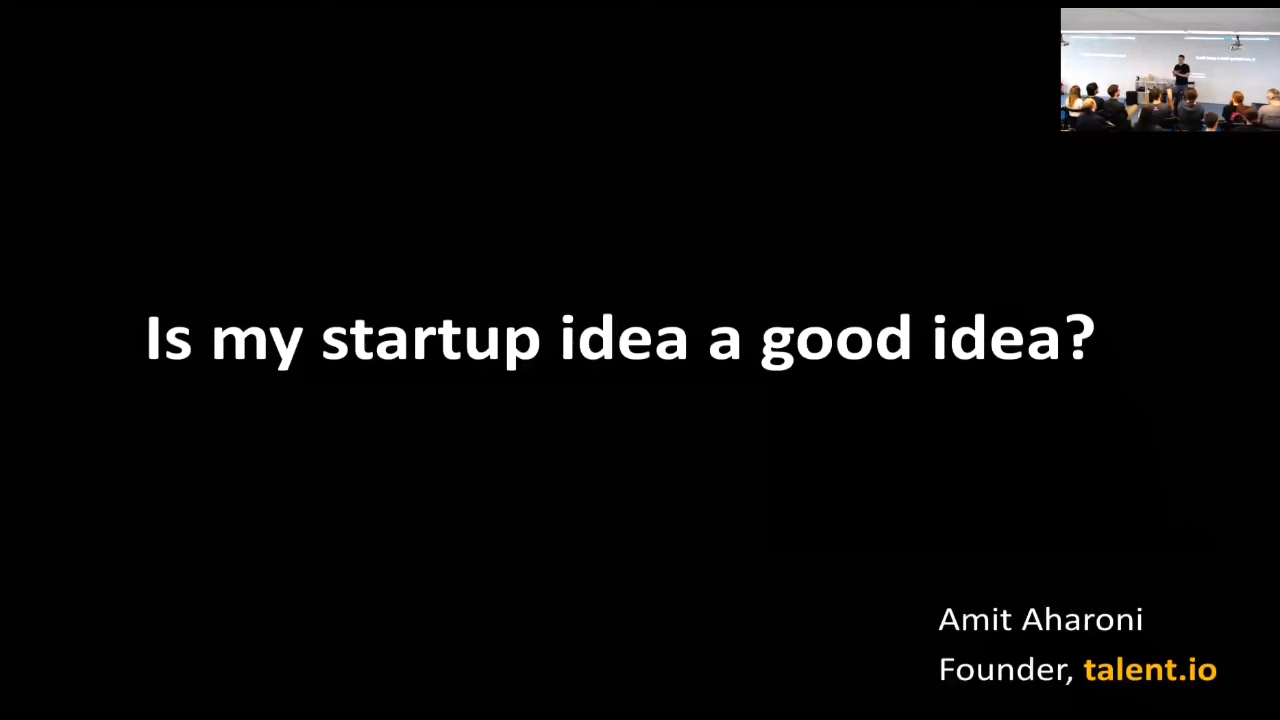 Is my startup idea a good idea?
Amit Aharoni
Founder, talent.io